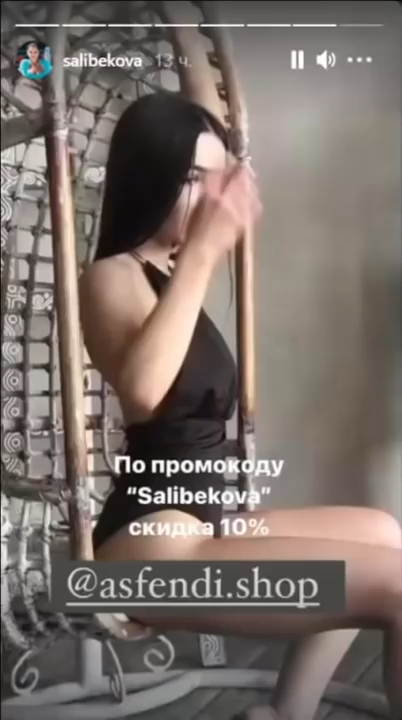 salibekova 13 ч.
По промокоду
“Salibekova”
скидка 10%
@asfendi.shop